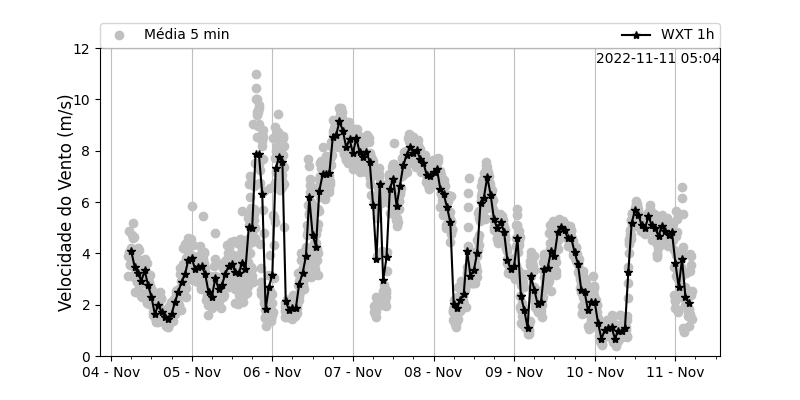 Média 5 min
WXT 1h
2022-11-11 05:04
Velocidade do Vento (m/s)
12
10
8
6
4
2
0
04 - Nov 05 - Nov 06 - Nov 07 - Nov 08 - Nov 09 - Nov 10 - Nov 11 - Nov